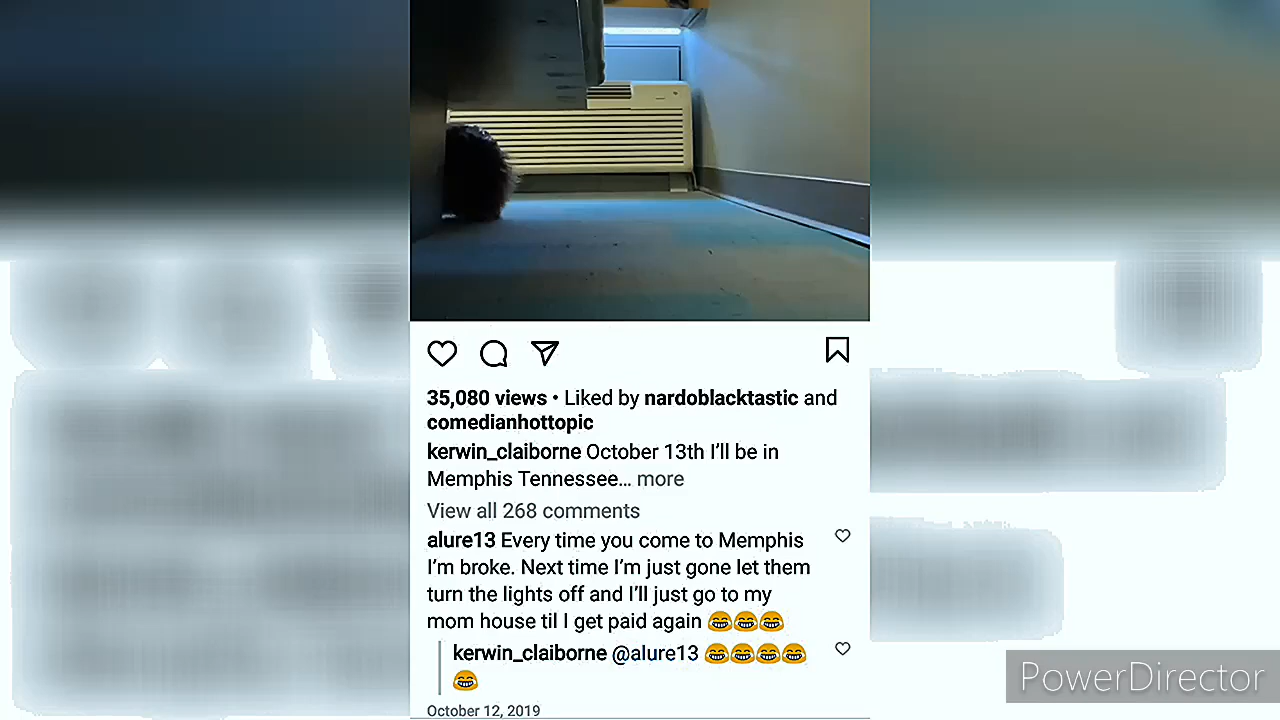 35,080 views • Liked by nardoblacktastic and
comedianhottopic
kerwin_claiborne October 13th I'll be in
Memphis Tennessee... more
View all 268 comments
alure13 Every time you come to Memphis
I'm broke. Next time I'm just gone let them
turn the lights off and I'll just go to my
mom house til I get paid again 😂😂😂
kerwin_claiborne @alure13 😂😂😂😂
😂
October 12, 2019
PowerDirector